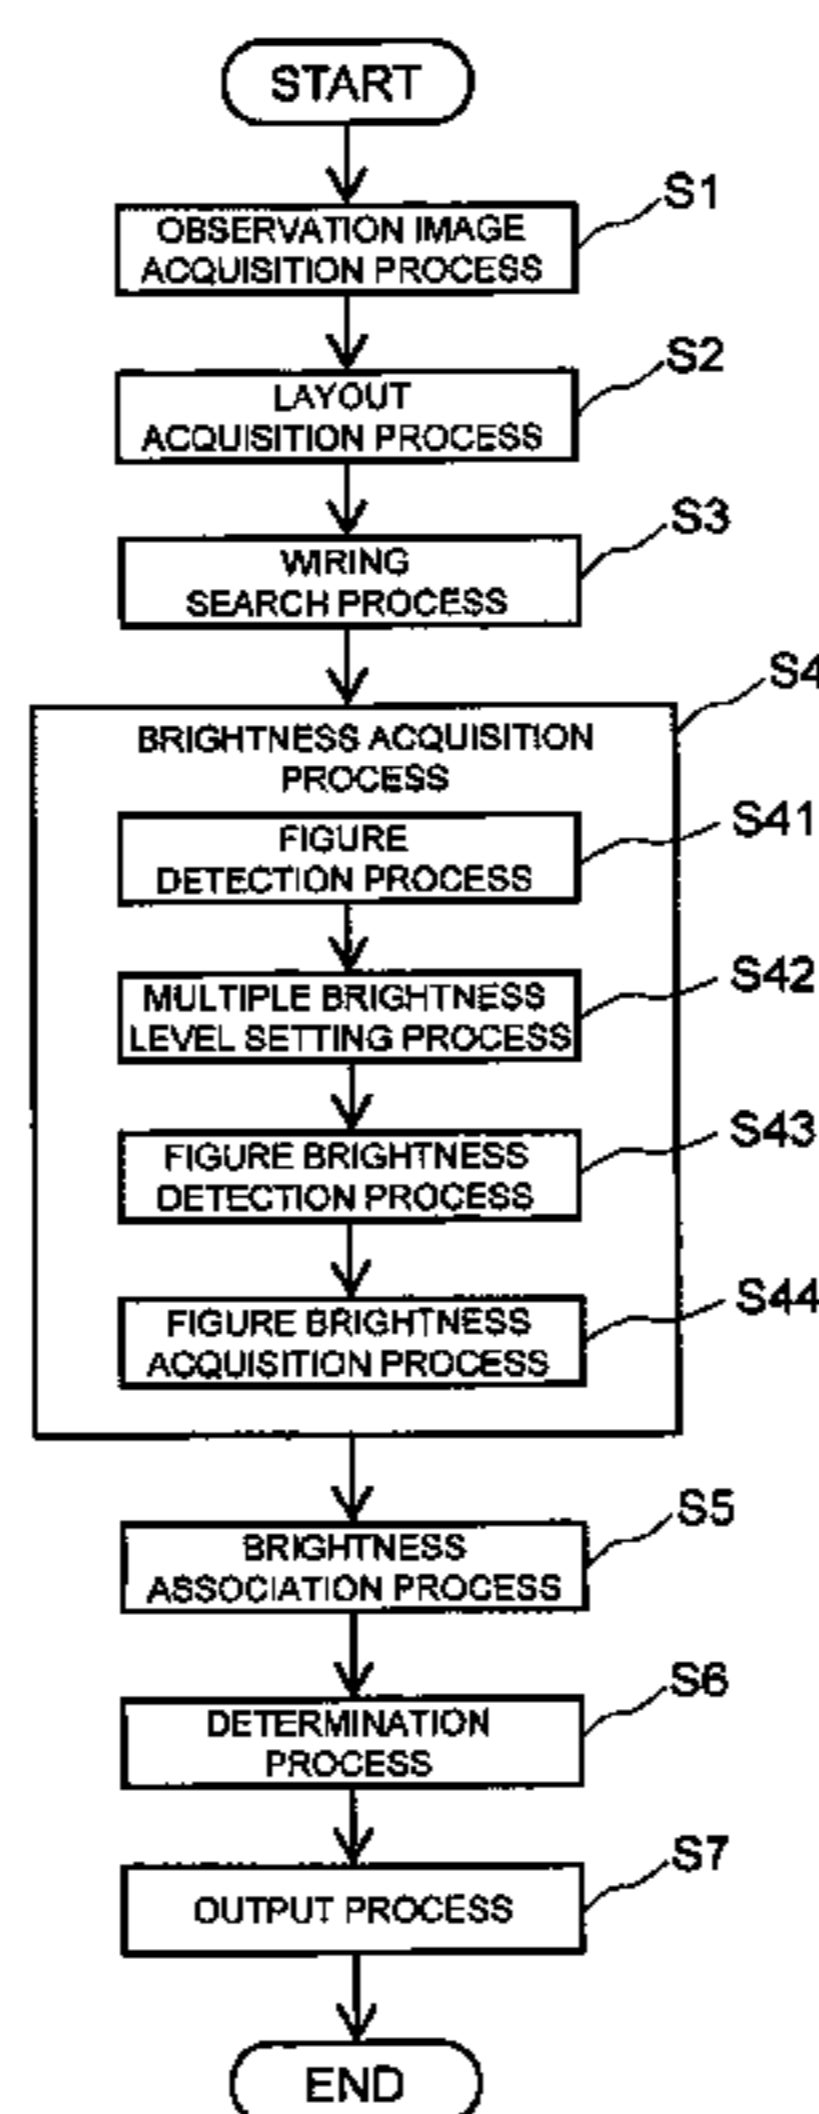 START
S1
OBSERVATION IMAGE
ACQUISITION PROCESS
S2
LAYOUT
ACQUISITION PROCESS
S3
WIRING
SEARCH PROCESS
S4
BRIGHTNESS ACQUISITION
PROCESS
S41
FIGURE
DETECTION PROCESS
S42
MULTIPLE BRIGHTNESS
LEVEL SETTING PROCESS
S43
FIGURE BRIGHTNESS
DETECTION PROCESS
S44
FIGURE BRIGHTNESS
ACQUISITION PROCESS
S5
BRIGHTNESS
ASSOCIATION PROCESS
S6
DETERMINATION
PROCESS
S7
OUTPUT PROCESS
END